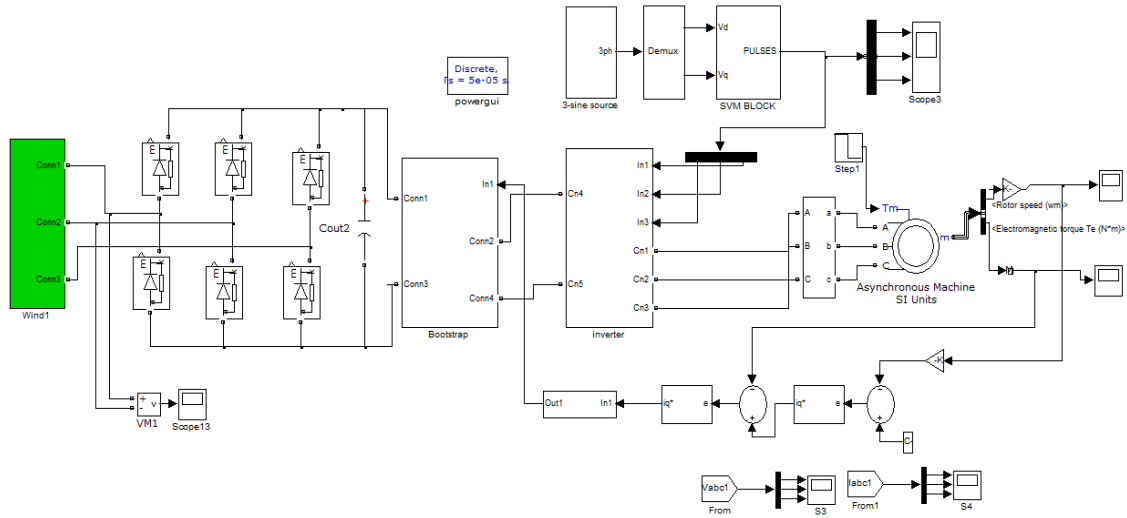 Discrete,
Ts = 5e-05 s.
powergui
3ph
3-sine source
Demux
Vd
Vq
PULSES
SVM BLOCK
Scope3
Step1
Conn1
Conn2
Conn3
Wind1
E
E
E
E
E
E
+
Cout2
Conn1
Conn3
In1
Conn2
Conn4
Bootstrap
Cn4
Cn5
In1
In2
In3
Cn1
Cn2
Cn3
inverter
A
B
C
a
b
c
Tm
A
B
C
m
Asynchronous Machine
SI Units
K-
<Rotor speed (wm)>
<Electromagnetic torque Te (N*m)>
-K
+
-
v
VM1
Scope13
Out1
In1
iq*
e
−
+
iq*
e
−
+
C
Vabc1
From
S3
Iabc1
From1
S4